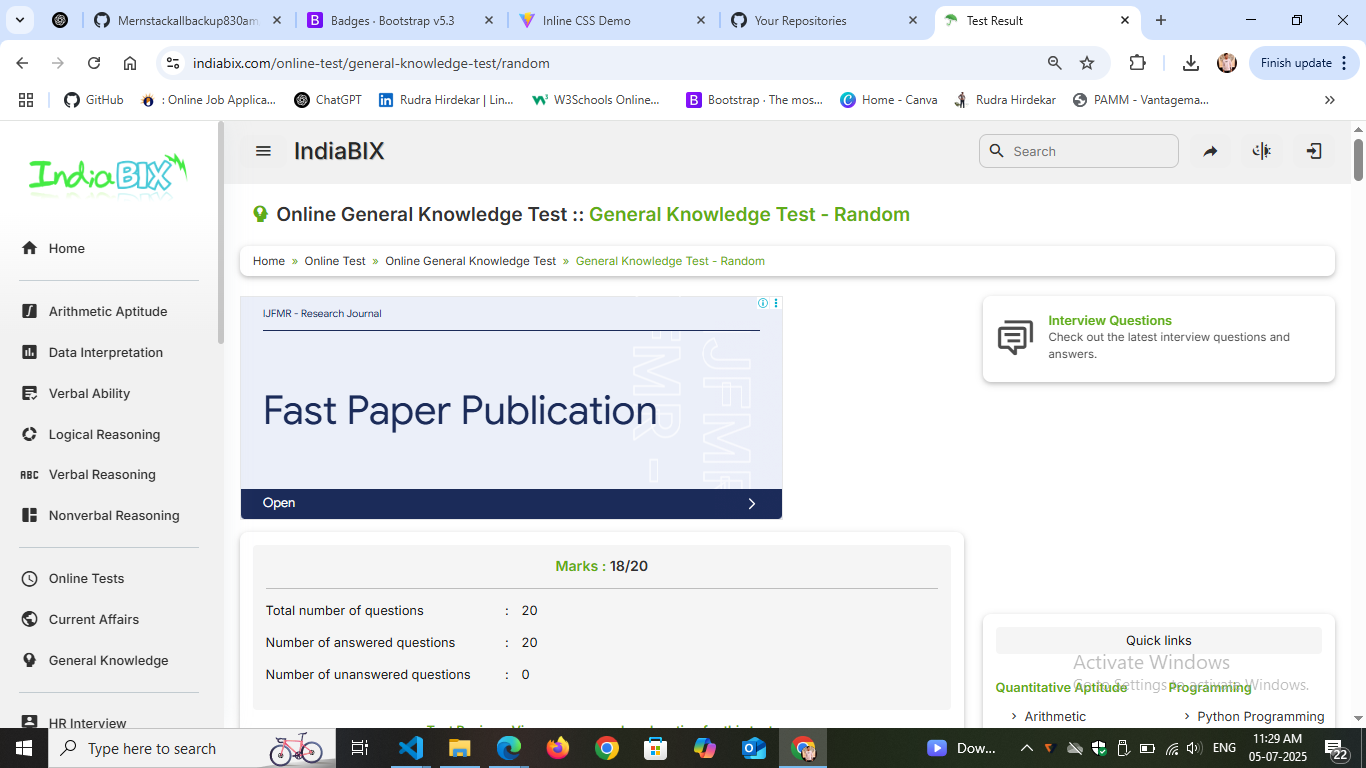 Mernstackallbackup830am
Badges · Bootstrap v5.3
Inline CSS Demo
Your Repositories
Test Result
indiabix.com/online-test/general-knowledge-test/random
Finish update
GitHub
: Online Job Applica...
ChatGPT
Rudra Hirdekar | Lin...
W3Schools Online...
Bootstrap · The mos...
Home - Canva
Rudra Hirdekar
PAMM - Vantagema...
IndiaBIX
IndiaBIX
Search
Online General Knowledge Test :: General Knowledge Test - Random
Home » Online Test » Online General Knowledge Test » General Knowledge Test - Random
Home
Arithmetic Aptitude
Data Interpretation
Verbal Ability
Logical Reasoning
ABC Verbal Reasoning
Nonverbal Reasoning
Online Tests
Current Affairs
General Knowledge
HR Interview
IJFMR - Research Journal
Fast Paper Publication
IJFMR -
Open
Interview Questions
Check out the latest interview questions and
answers.
Marks : 18/20
Total number of questions : 20
Number of answered questions : 20
Number of unanswered questions : 0
Quick links
Quantitative Aptitude
Programming
Arithmetic
Python Programming
Activate Windows
Go to Settings to activate Windows.
Type here to search
Dow...
ENG
11:29 AM
05-07-2025
22